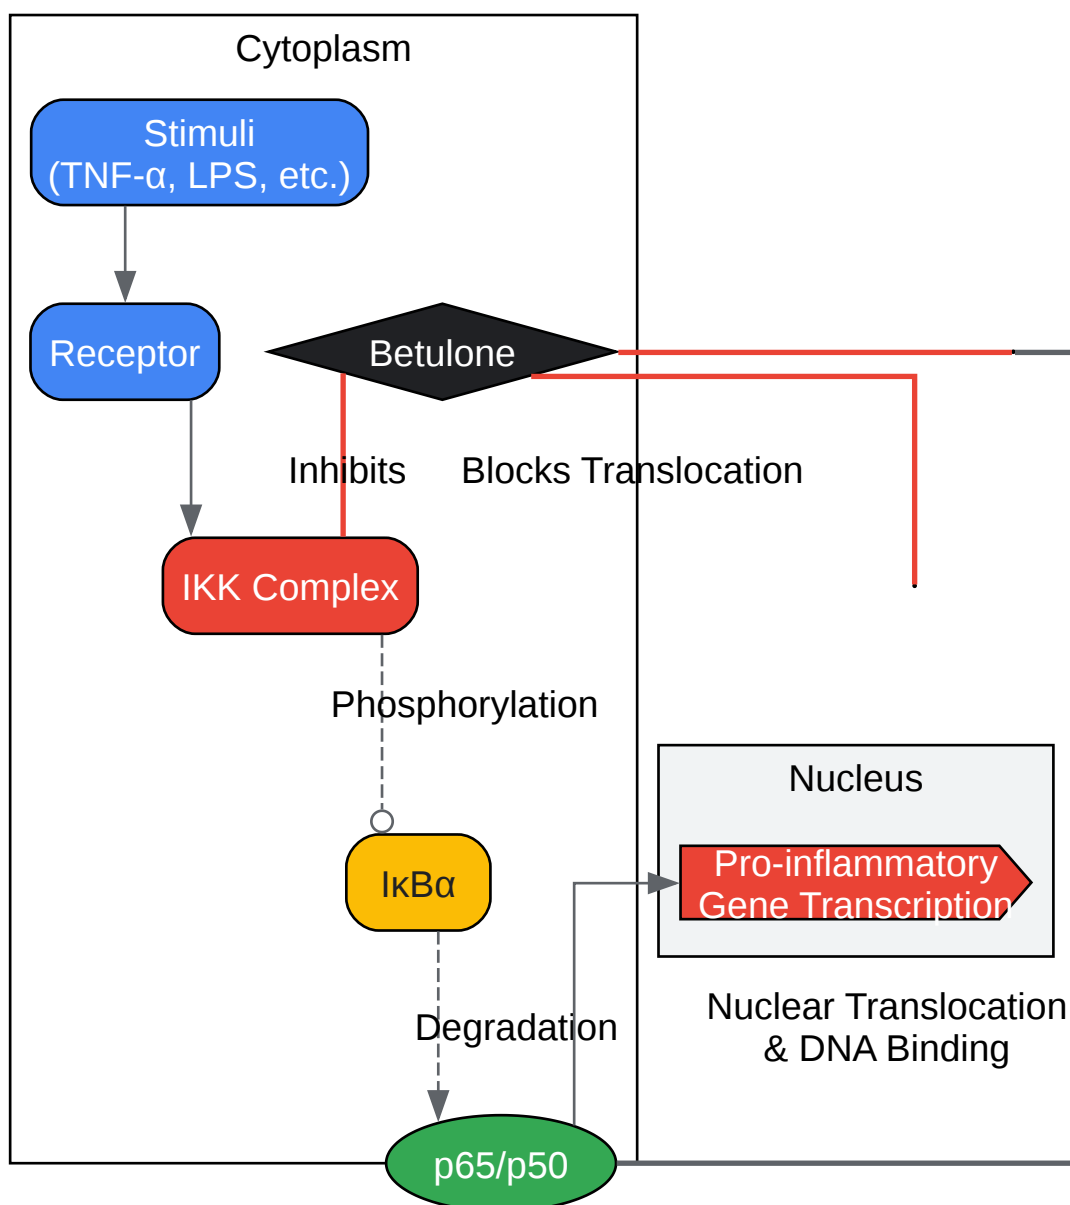 Cytoplasm
Stimuli
(TNF-α, LPS, etc.)
Receptor
Betulone
Inhibits
Blocks Translocation
IKK Complex
Phosphorylation
Nucleus
Pro-inflammatory
Gene Transcription
IκBα
Nuclear Translocation
& DNA Binding
Degradation
p65/p50